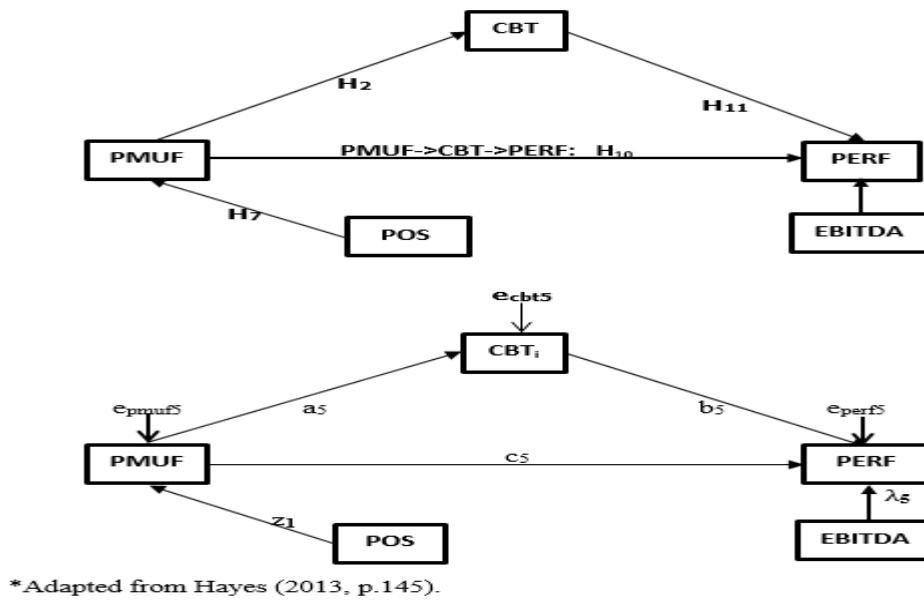 CBT
H2
H11
PMUF
PMUF->CBT->PERF: H10
PERF
H7
POS
EBITDA
ecbt5
CBTi
epmuf5
a5
b5
eperf5
PMUF
c5
PERF
z1
λ5
POS
EBITDA
*Adapted from Hayes (2013, p.145).